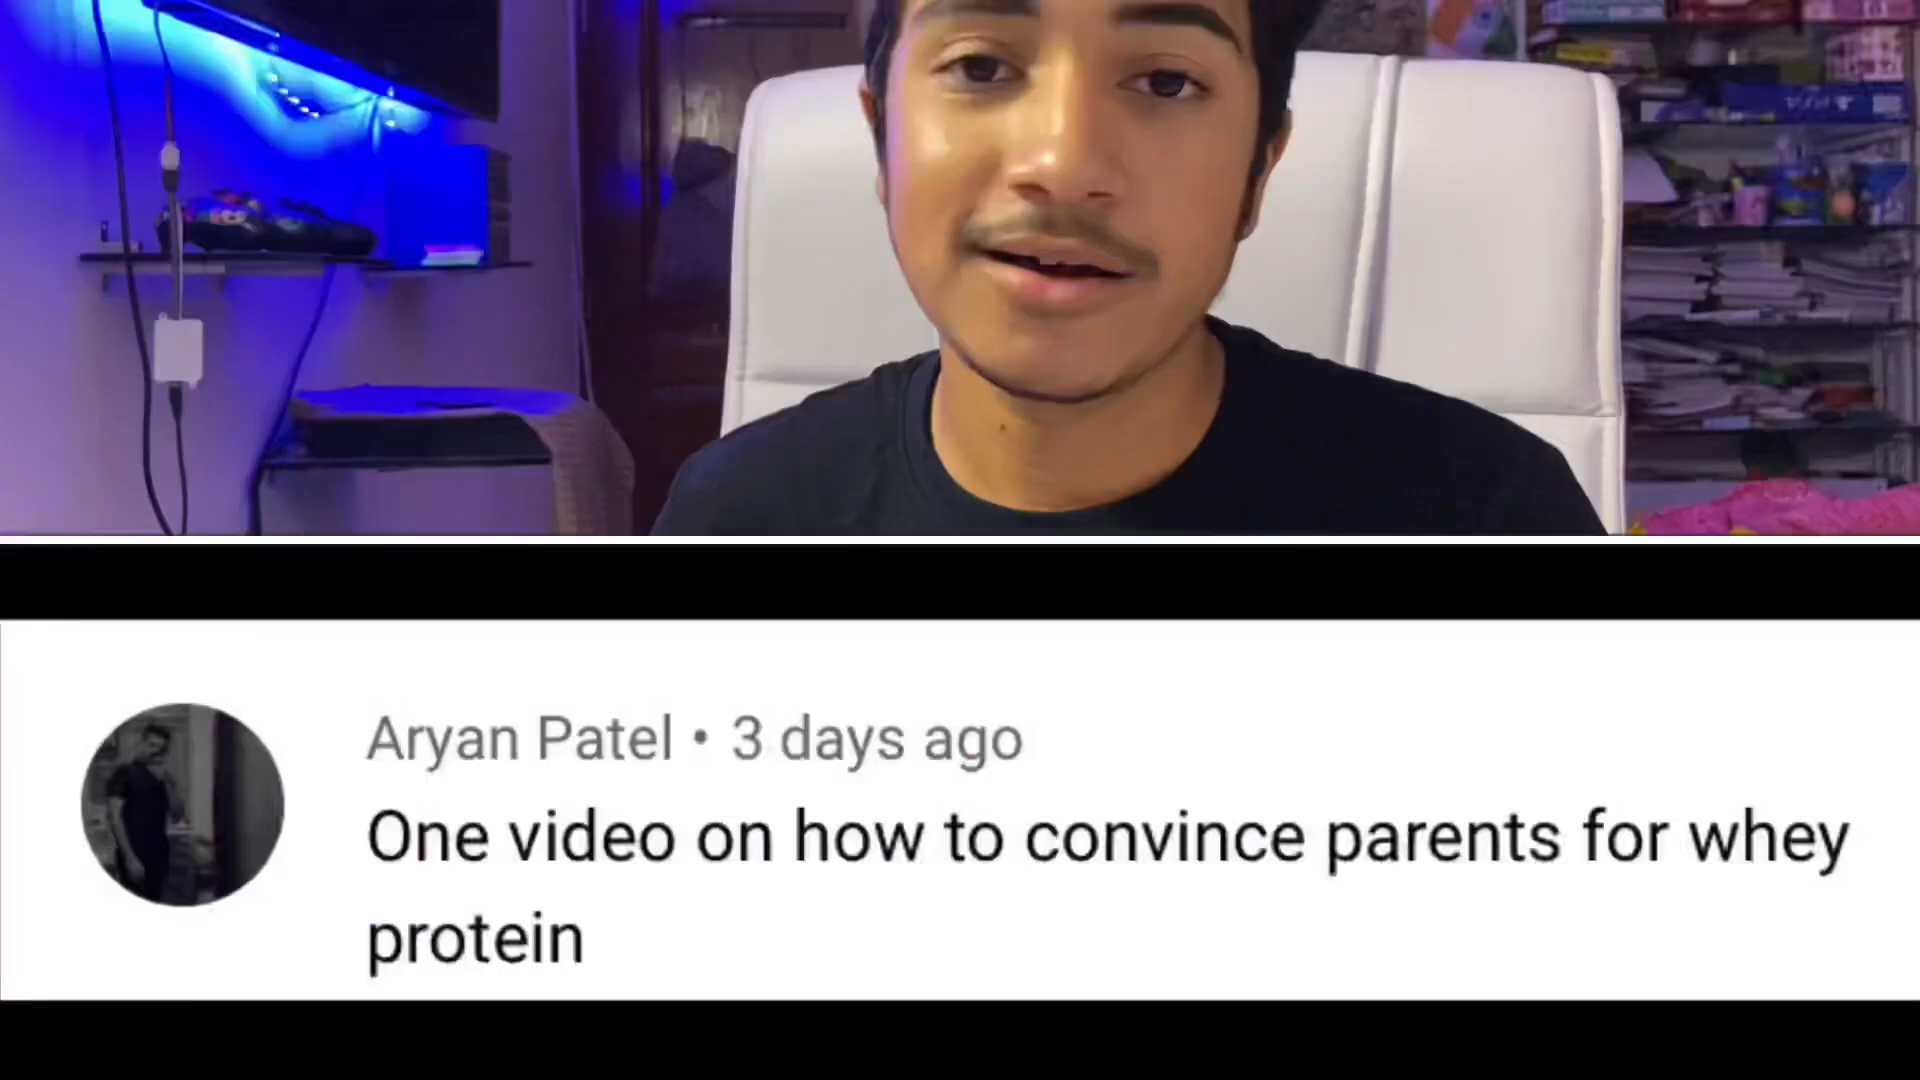 Aryan Patel • 3 days ago
One video on how to convince parents for whey
protein